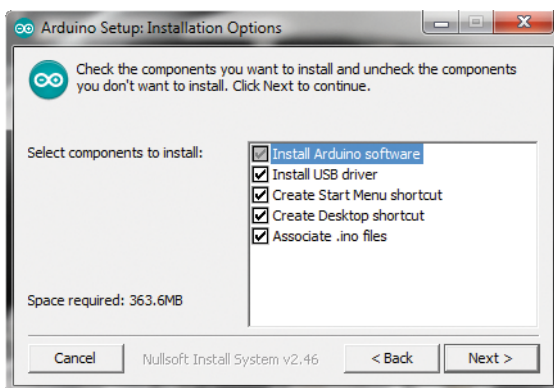 Arduino Setup: Installation Options
Check the components you want to install and uncheck the components
you don't want to install. Click Next to continue.
Select components to install:
Install Arduino software
Install USB driver
Create Start Menu shortcut
Create Desktop shortcut
Associate .ino files
Space required: 363.6MB
Cancel
Nullsoft Install System v2.46
< Back
Next >